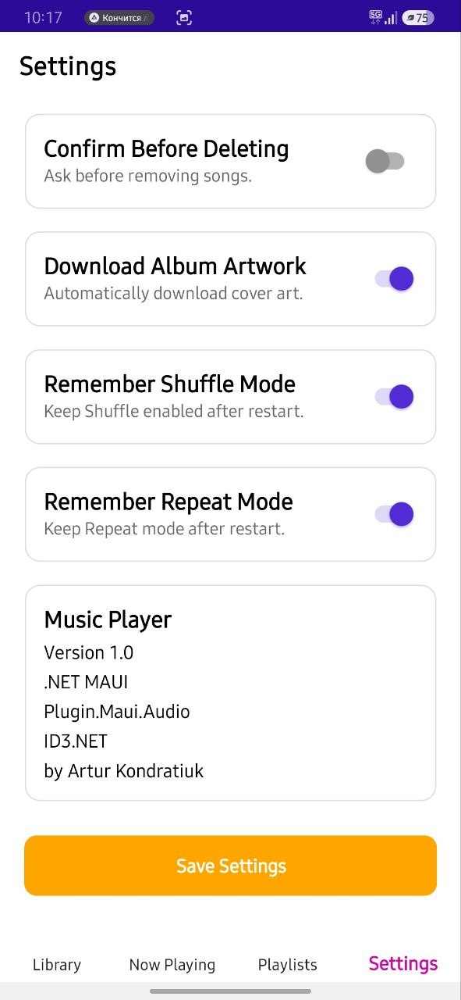 10:17
Кончится
5G
75
Settings
Confirm Before Deleting
Ask before removing songs.
Download Album Artwork
Automatically download cover art.
Remember Shuffle Mode
Keep Shuffle enabled after restart.
Remember Repeat Mode
Keep Repeat mode after restart.
Music Player
Version 1.0
.NET MAUI
Plugin.Maui.Audio
ID3.NET
by Artur Kondratiuk
Save Settings
Library
Now Playing
Playlists
Settings